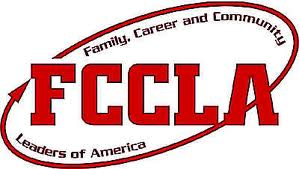 Family, Career and Community
FCCLA
Leaders of America